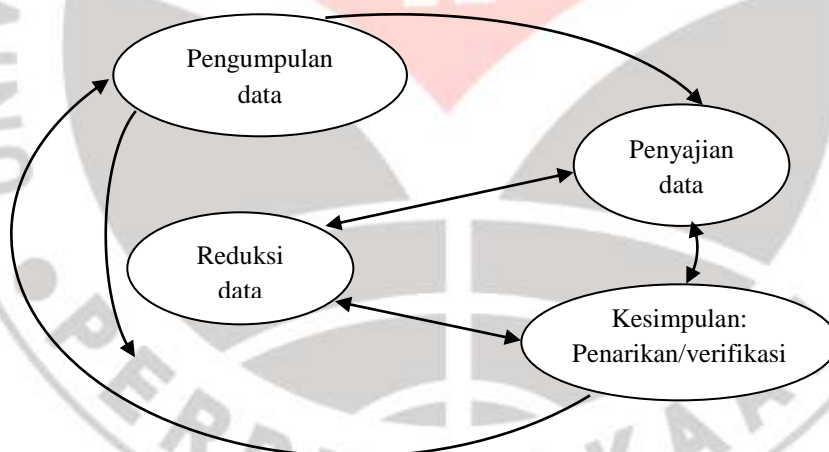 Pengumpulan
data
Penyajian
data
Reduksi
data
Kesimpulan:
Penarikan/verifikasi